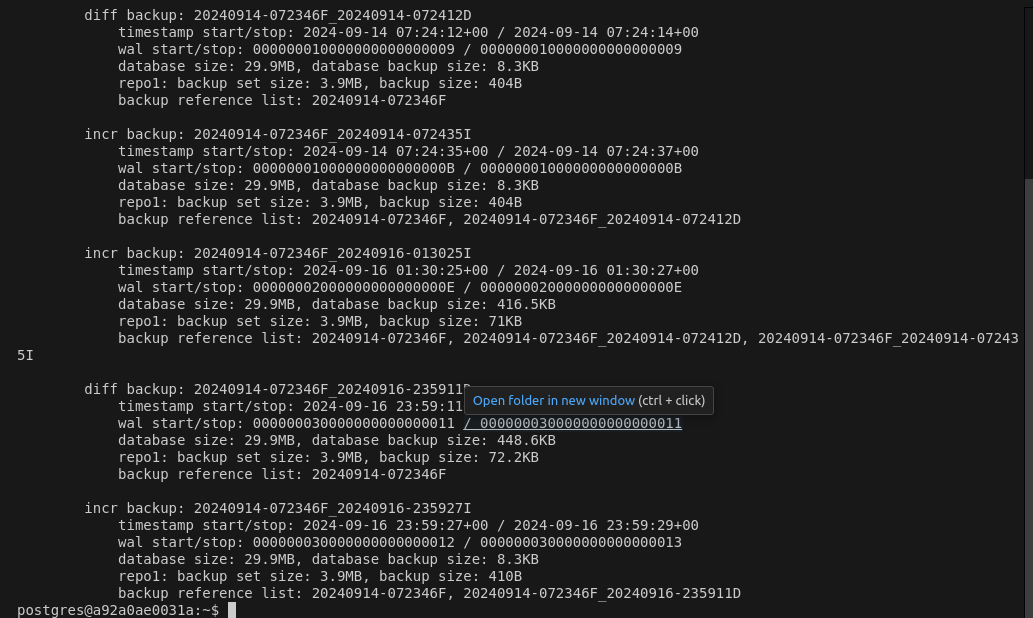 diff backup: 20240914-072346F_20240914-072412D
timestamp start/stop: 2024-09-14 07:24:12+00 / 2024-09-14 07:24:14+00
wal start/stop: 000000010000000000000009 / 000000010000000000000009
database size: 29.9MB, database backup size: 8.3KB
repo1: backup set size: 3.9MB, backup size: 404B
backup reference list: 20240914-072346F
incr backup: 20240914-072346F_20240914-072435I
timestamp start/stop: 2024-09-14 07:24:35+00 / 2024-09-14 07:24:37+00
wal start/stop: 00000001000000000000000B / 00000001000000000000000B
database size: 29.9MB, database backup size: 8.3KB
repo1: backup set size: 3.9MB, backup size: 404B
backup reference list: 20240914-072346F, 20240914-072346F_20240914-072412D
incr backup: 20240914-072346F_20240916-013025I
timestamp start/stop: 2024-09-16 01:30:25+00 / 2024-09-16 01:30:27+00
wal start/stop: 00000002000000000000000E / 00000002000000000000000E
database size: 29.9MB, database backup size: 416.5KB
repo1: backup set size: 3.9MB, backup size: 71KB
backup reference list: 20240914-072346F, 20240914-072346F_20240914-072412D, 20240914-072346F_20240914-07243
5I
diff backup: 20240914-072346F_20240916-235911D
Open folder in new window (ctrl + click)
timestamp start/stop: 2024-09-16 23:59:11
wal start/stop: 000000030000000000000011 / 000000030000000000000011
database size: 29.9MB, database backup size: 448.6KB
repo1: backup set size: 3.9MB, backup size: 72.2KB
backup reference list: 20240914-072346F
incr backup: 20240914-072346F_20240916-235927I
timestamp start/stop: 2024-09-16 23:59:27+00 / 2024-09-16 23:59:29+00
wal start/stop: 000000030000000000000012 / 000000030000000000000013
database size: 29.9MB, database backup size: 8.3KB
repo1: backup set size: 3.9MB, backup size: 410B
backup reference list: 20240914-072346F, 20240914-072346F_20240916-235911D
postgres@a92a0ae0031a:~$